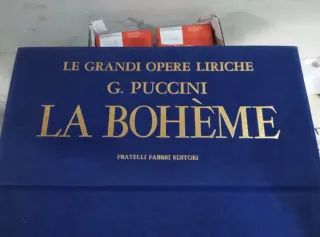 LE GRANDI OPERE LIRICHE
G. PUCCINI
LA BOHÈME
FRATELLI FABBRI EDITORI